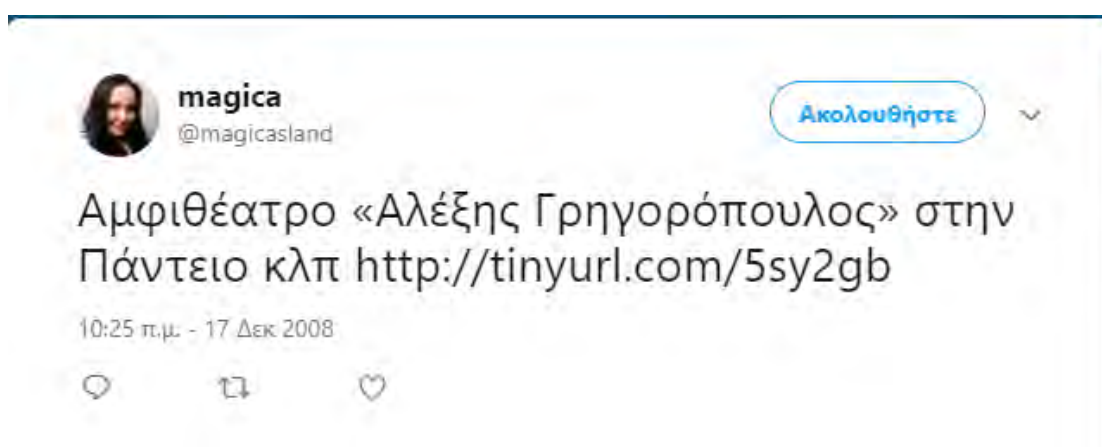 magica
@magicasland
Ακολουθήστε
Αμφιθέατρο «Αλέξης Γρηγορόπουλος» στην
Πάντειο κλπ http://tinyurl.com/5sy2gb
10:25 π.μ. - 17 Δεκ 2008